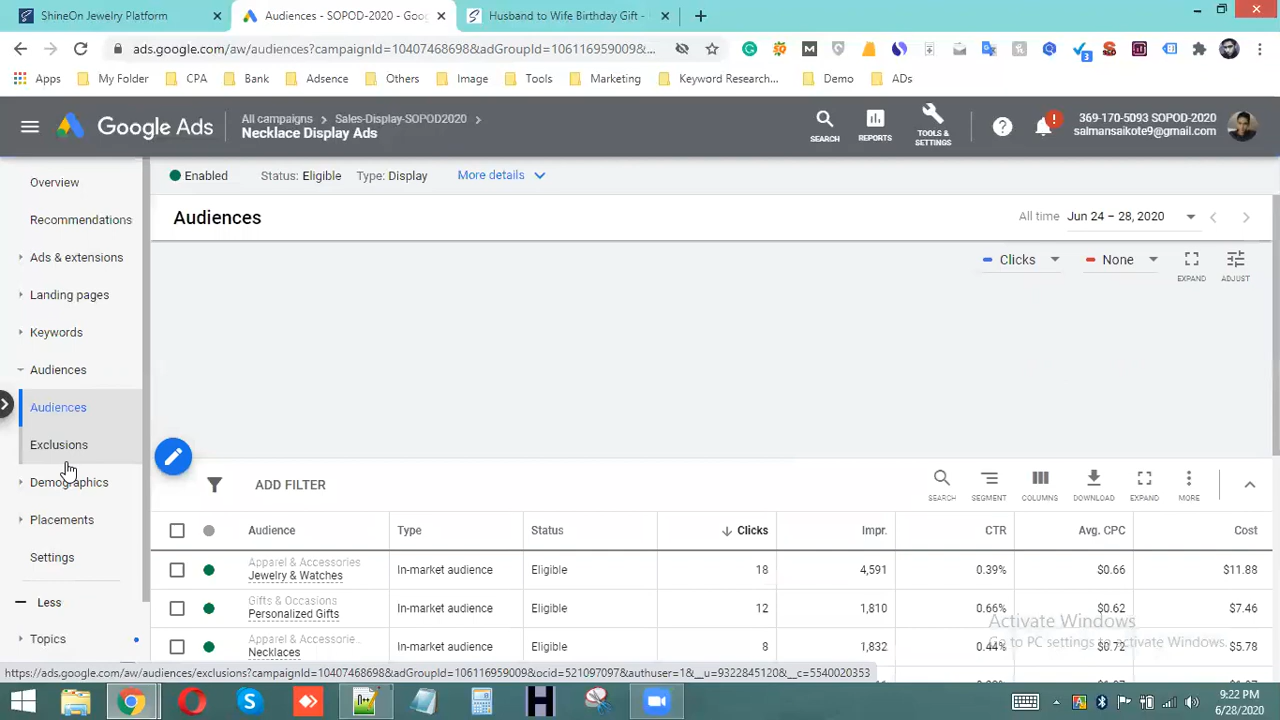 ShineOn Jewelry Platform
Audiences - SOPOD-2020 - Goog
Husband to Wife Birthday Gift -
ads.google.com/aw/audiences?campaignId=10407468698&adGroupId=106116959009&...
Apps
My Folder
CPA
Bank
Adsence
Others
Image
Tools
Marketing
Keyword Research..
Demo
ADs
Google Ads
All campaigns
Sales-Display-SOPOD2020
Necklace Display Ads
SEARCH
REPORTS
TOOLS & SETTINGS
369-170-5093 SOPOD-2020
salmansaikote9@gmail.com
Overview
Recommendations
Ads & extensions
Landing pages
Keywords
Audiences
Audiences
Exclusions
Demographics
Placements
Settings
Less
Topics
Enabled
Status: Eligible
Type: Display
More details
Audiences
All time
Jun 24 – 28, 2020
Clicks
None
EXPAND
ADJUST
ADD FILTER
SEARCH
SEGMENT
COLUMNS
DOWNLOAD
EXPAND
MORE
Audience
Type
Status
Clicks
Impr.
CTR
Avg. CPC
Cost
Apparel & Accessories
Jewelry & Watches
In-market audience
Eligible
18
4,591
0.39%
$0.66
$11.88
Gifts & Occasions
Personalized Gifts
In-market audience
Eligible
12
1,810
0.66%
$0.62
$7.46
Apparel & Accessorie..
Necklaces
In-market audience
Eligible
8
1,832
0.44%
$0.72
$5.78
Activate Windows
Go to PC settings to activate Windows.
https://ads.google.com/aw/audiences/exclusions?campaignId=10407468698&adGroupId=106116959009&ocid=521097097&authuser=1&__u=9322845120&__c=5540020353
9:22 PM
6/28/2020